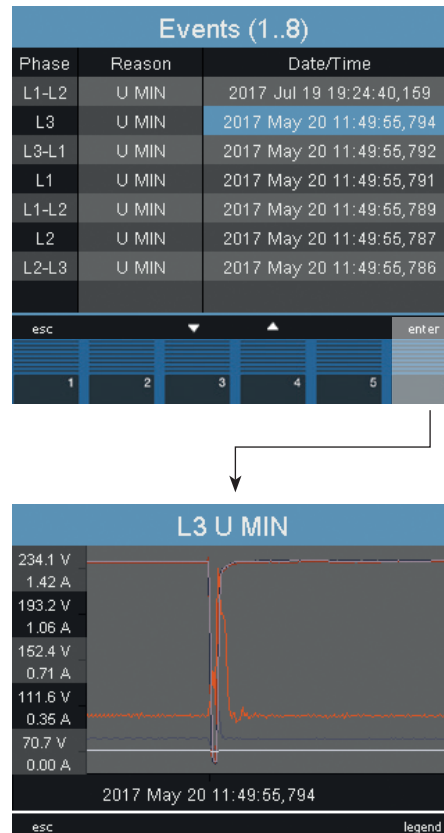 Events (1..8)
Phase Reason Date/Time
L1-L2 U MIN 2017 Jul 19 19:24:40,159
L3 U MIN 2017 May 20 11:49:55,794
L3-L1 U MIN 2017 May 20 11:49:55,792
L1 U MIN 2017 May 20 11:49:55,791
L1-L2 U MIN 2017 May 20 11:49:55,789
L2 U MIN 2017 May 20 11:49:55,787
L2-L3 U MIN 2017 May 20 11:49:55,786
esc enter
1 2 3 4 5
L3 U MIN
234.1 V
1.42 A
193.2 V
1.06 A
152.4 V
0.71 A
111.6 V
0.35 A
70.7 V
0.00 A
2017 May 20 11:49:55,794
esc legend